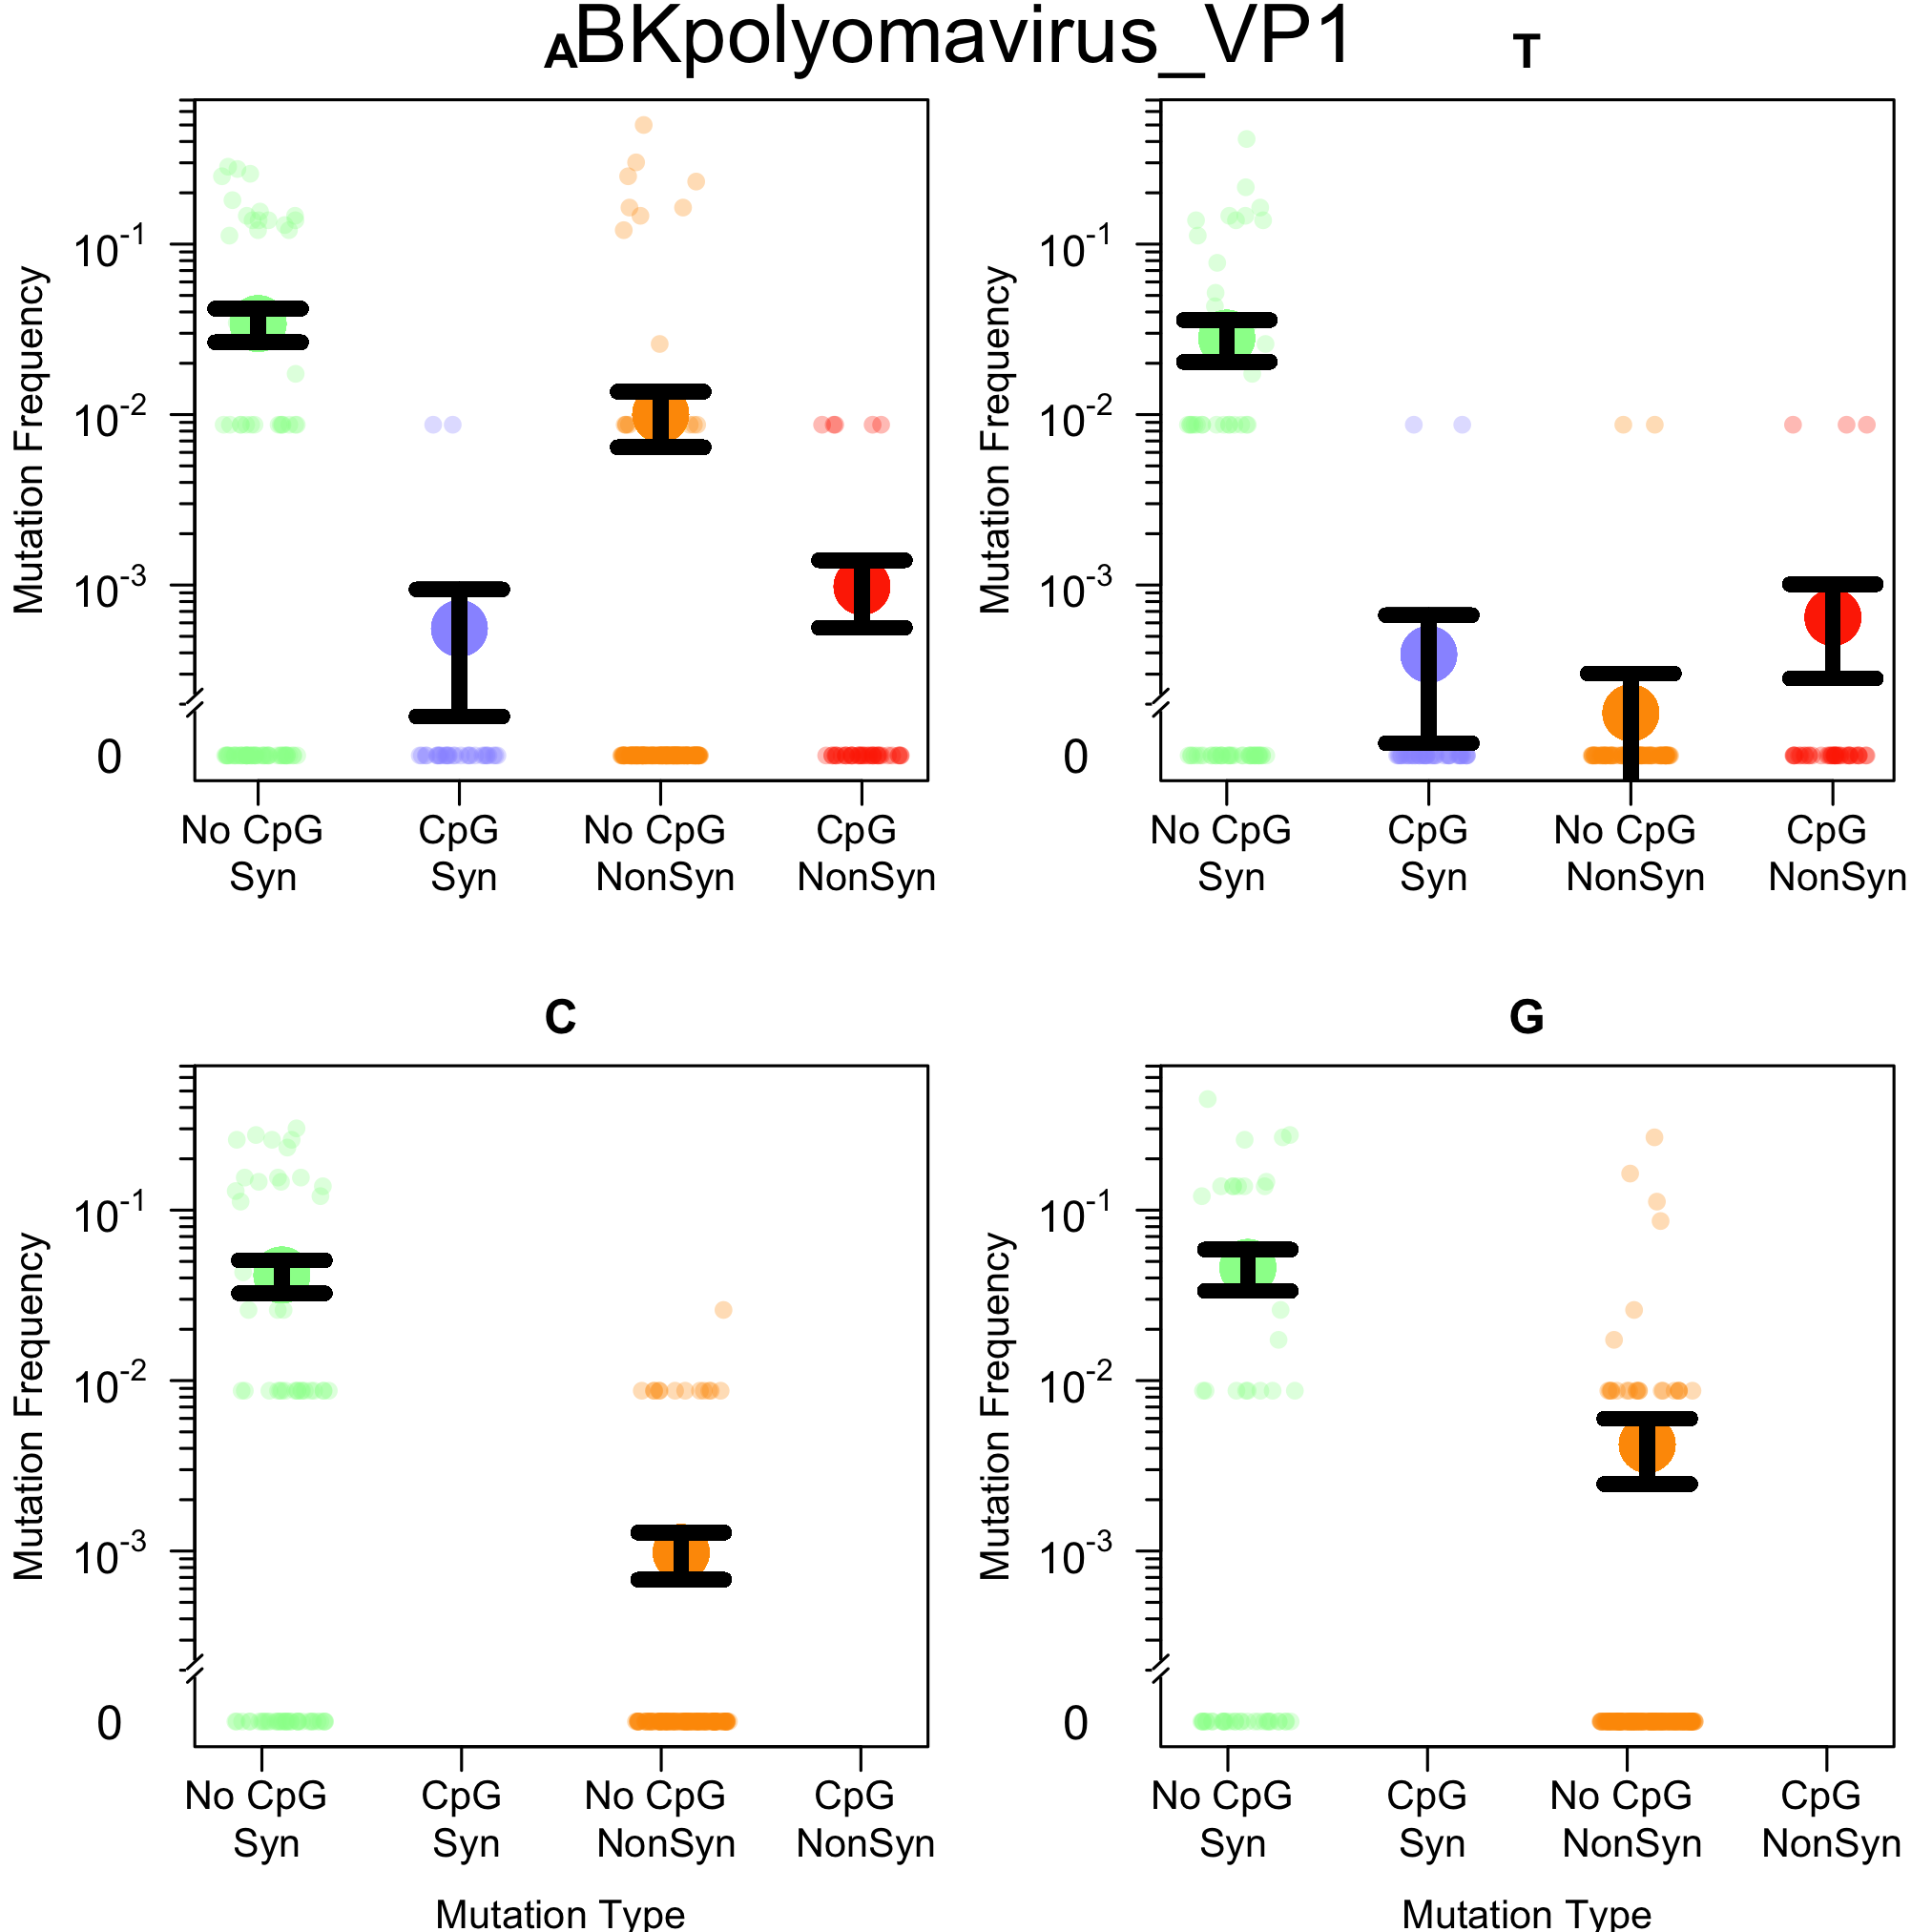 ABKpolyomavirus_VP1 T
Mutation Frequency
10-1
10-2
10-3
0
No CpG Syn
CpG Syn
No CpG NonSyn
CpG NonSyn
Mutation Frequency
10-1
10-2
10-3
0
No CpG Syn
CpG Syn
No CpG NonSyn
CpG NonSyn
C
Mutation Frequency
10-1
10-2
10-3
0
No CpG Syn
CpG Syn
No CpG NonSyn
CpG NonSyn
Mutation Type
G
Mutation Frequency
10-1
10-2
10-3
0
No CpG Syn
CpG Syn
No CpG NonSyn
CpG NonSyn
Mutation Type